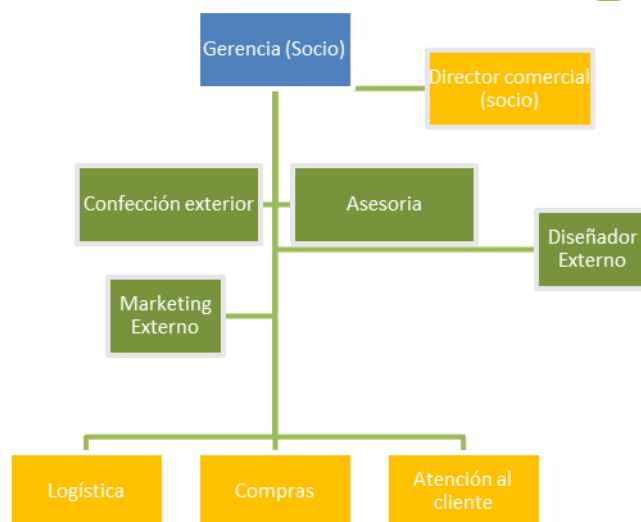 Gerencia (Socio)
Director comercial
(socio)
Confección exterior
Asesoria
Diseñador
Externo
Marketing
Externo
Logística
Compras
Atención al
cliente